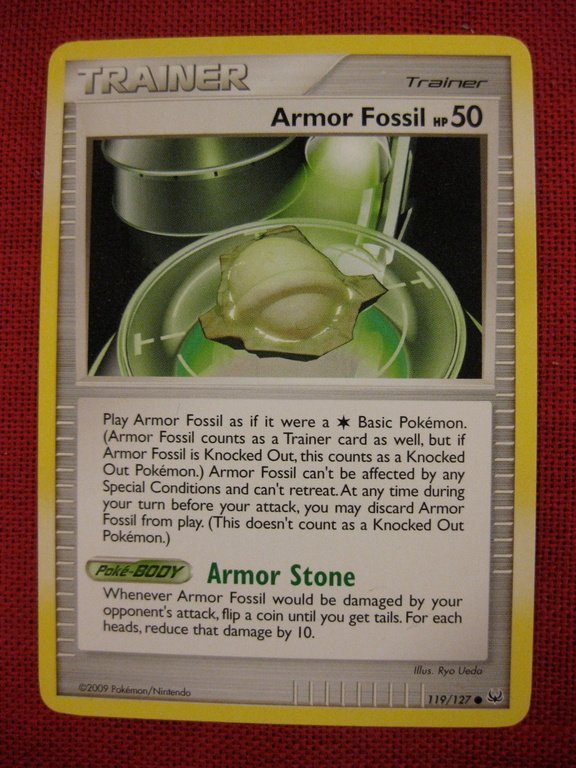 TRAINER
Trainer
Armor Fossil HP 50
Play Armor Fossil as if it were a Basic Pokémon.
(Armor Fossil counts as a Trainer card as well, but if
Armor Fossil is Knocked Out, this counts as a Knocked
Out Pokémon.) Armor Fossil can't be affected by any
Special Conditions and can't retreat. At any time during
your turn before your attack, you may discard Armor
Fossil from play. (This doesn't count as a Knocked Out
Pokémon.)
Poké-BODY Armor Stone
Whenever Armor Fossil would be damaged by your
opponent's attack, flip a coin until you get tails. For each
heads, reduce that damage by 10.
Illus. Ryo Ueda
©2009 Pokémon/Nintendo
119/127